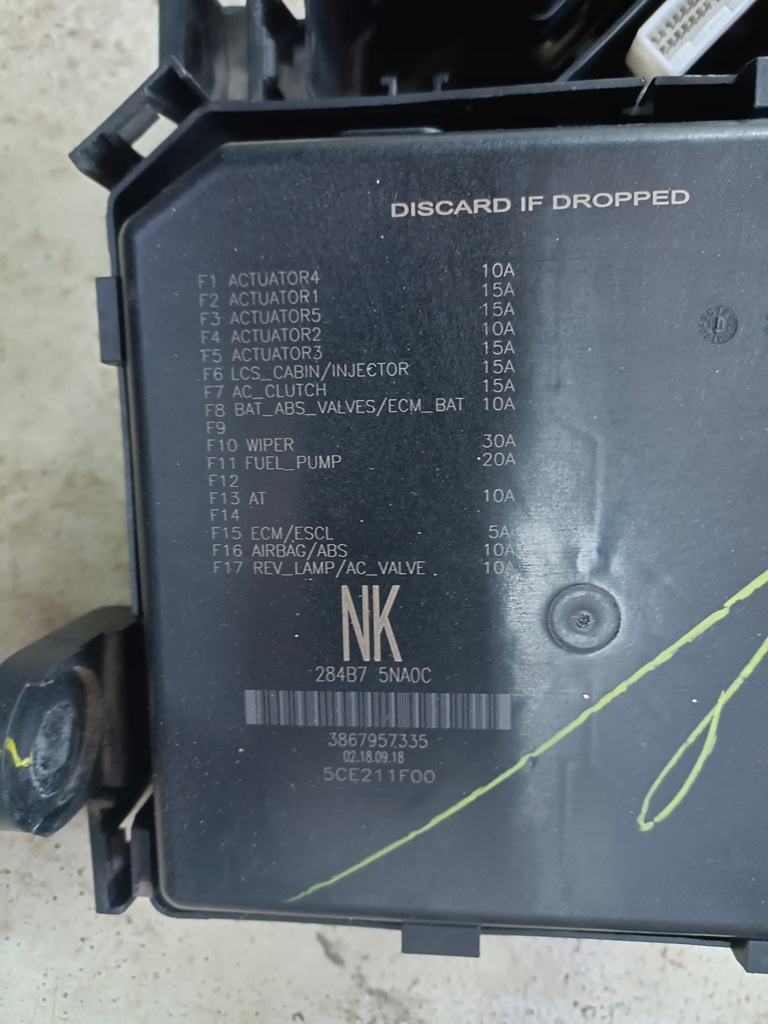 DISCARD IF DROPPED
F1 ACTUATOR4 10A
F2 ACTUATOR1 15A
F3 ACTUATOR5 15A
F4 ACTUATOR2 10A
F5 ACTUATOR3 15A
F6 LCS_CABIN/INJECTOR 15A
F7 AC_CLUTCH 15A
F8 BAT_ABS_VALVES/ECM_BAT 10A
F9
F10 WIPER 30A
F11 FUEL_PUMP 20A
F12
F13 AT 10A
F14
F15 ECM/ESCL 5A
F16 AIRBAG/ABS 10A
F17 REV_LAMP/AC_VALVE 10A
NK
284B7 5NA0C
3867957335
02.18.09.18
5CE211F00